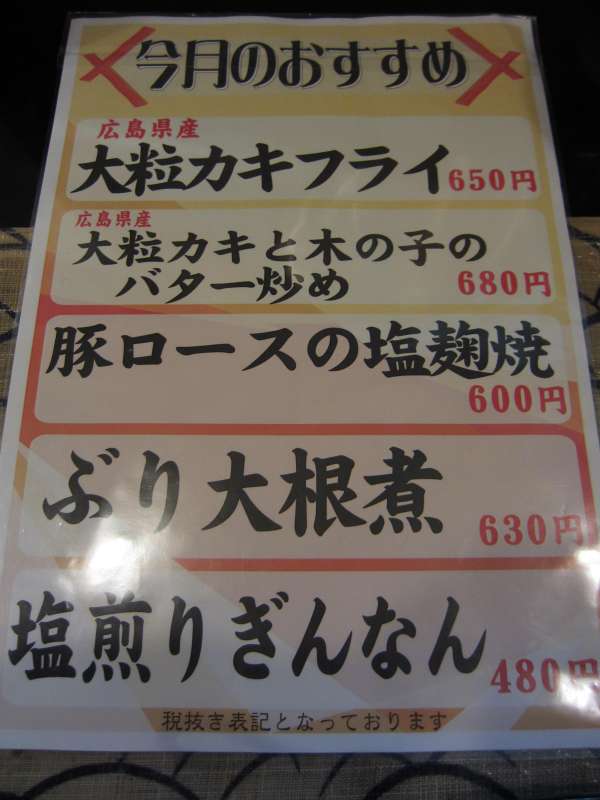 今月のおすすめ
広島県産
大粒カキフライ 650円
広島県産
大粒カキと木の子の
バター炒め 680円
豚ロースの塩麹焼
600円
ぶり大根煮 630円
塩煎りぎんなん 480円
税抜き表記となっております